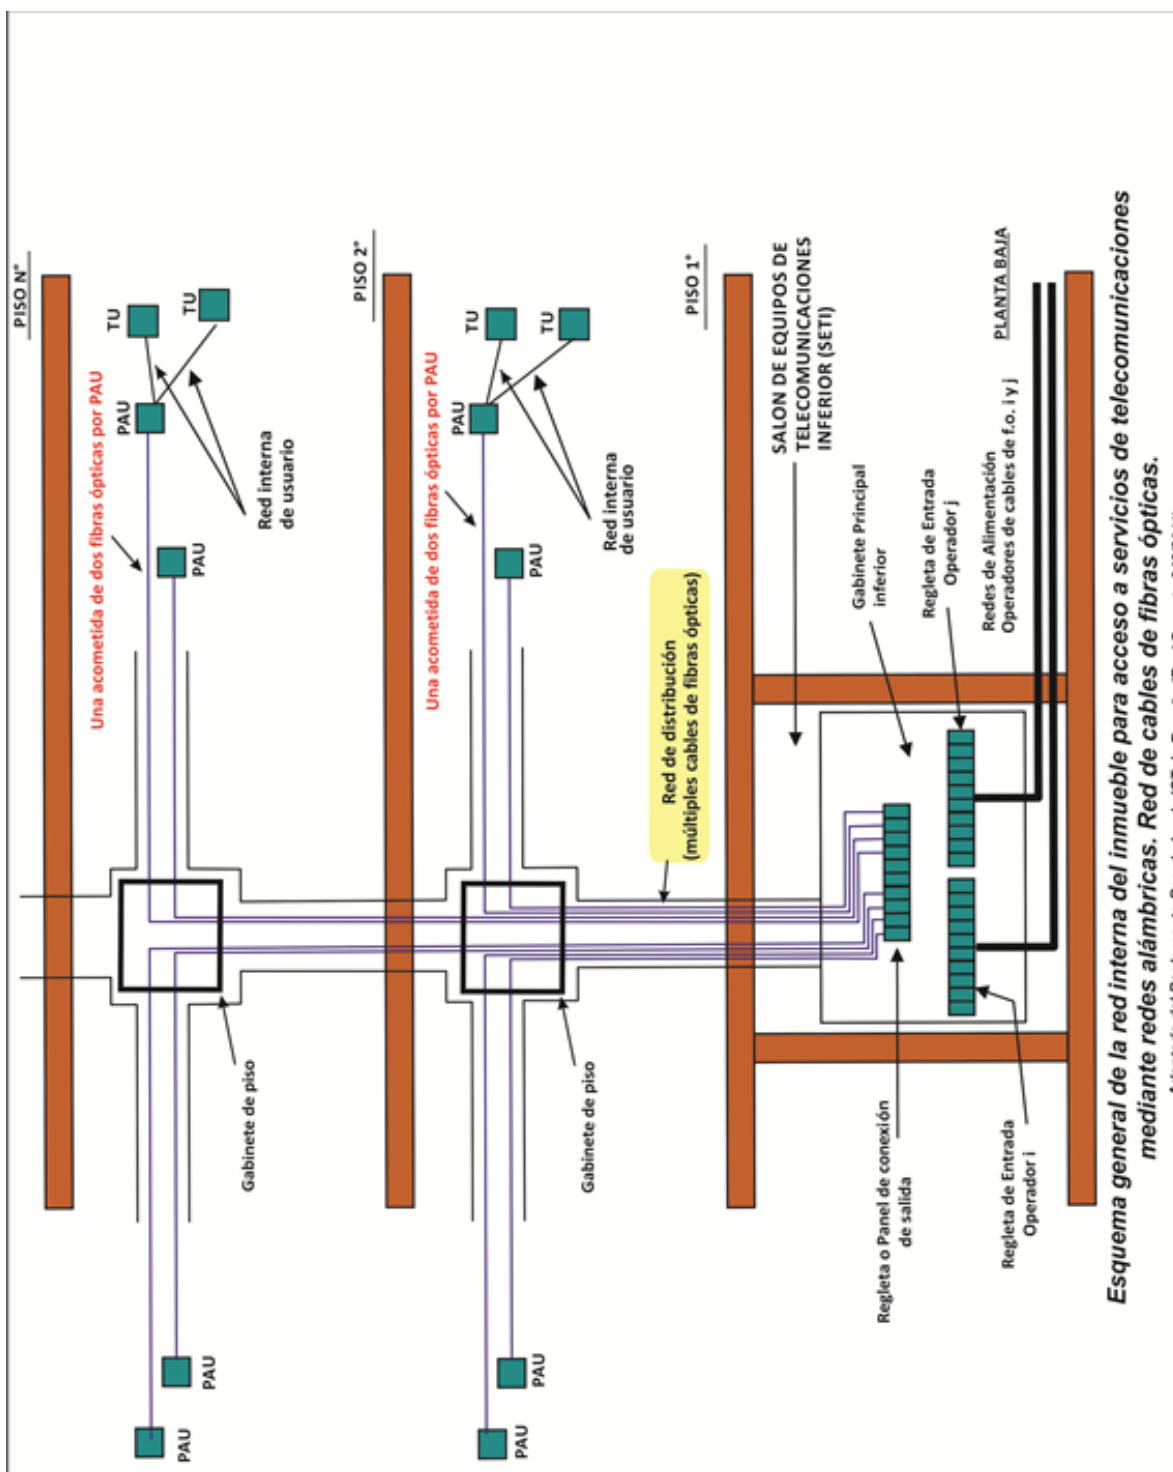 PISO N°
Una acometida de dos fibras ópticas por PAU
TU
TU
PAU
PAU
Red interna
de usuario
Gabinete de piso
PAU
PAU
PISO 2°
Una acometida de dos fibras ópticas por PAU
TU
TU
PAU
PAU
Red interna
de usuario
Gabinete de piso
PAU
PAU
Red de distribución
(múltiples cables de fibras ópticas)
PISO 1°
SALON DE EQUIPOS DE
TELECOMUNICACIONES
INFERIOR (SETI)
Gabinete Principal
inferior
Regleta de Entrada
Operador j
Redes de Alimentación
Operadores de cables de f.o. i y j
PLANTA BAJA
Regleta o Panel de conexión
de salida
Regleta de Entrada
Operador i
Esquema general de la red interna del inmueble para acceso a servicios de telecomunicaciones
mediante redes alámbricas. Red de cables de fibras ópticas.